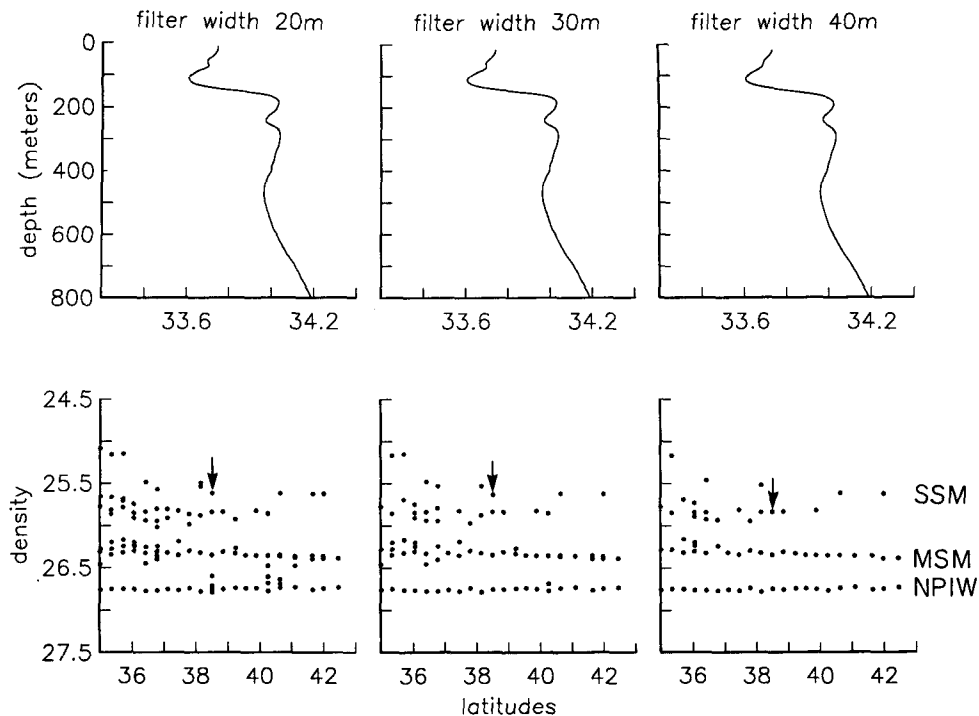 filter width 20m
filter width 30m
filter width 40m
0
200
400
600
800
depth (meters)
33.6 34.2
33.6 34.2
33.6 34.2
24.5
25.5
26.5
27.5
density
SSM
MSM
NPIW
36 38 40 42
36 38 40 42
36 38 40 42
latitudes